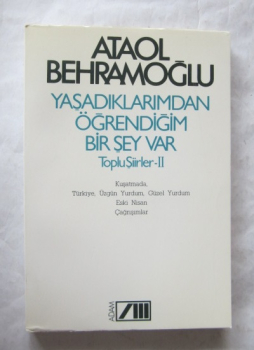 ATAOL
BEHRAMOĞLU
YAŞADIKLARIMDAN
ÖĞRENDİĞİM
BİR ŞEY VAR
Toplu Şiirler-II
Kuşatmada,
Türkiye, Üzgün Yurdum, Güzel Yurdum
Eski Nisan
Çağrışımlar
ADAM